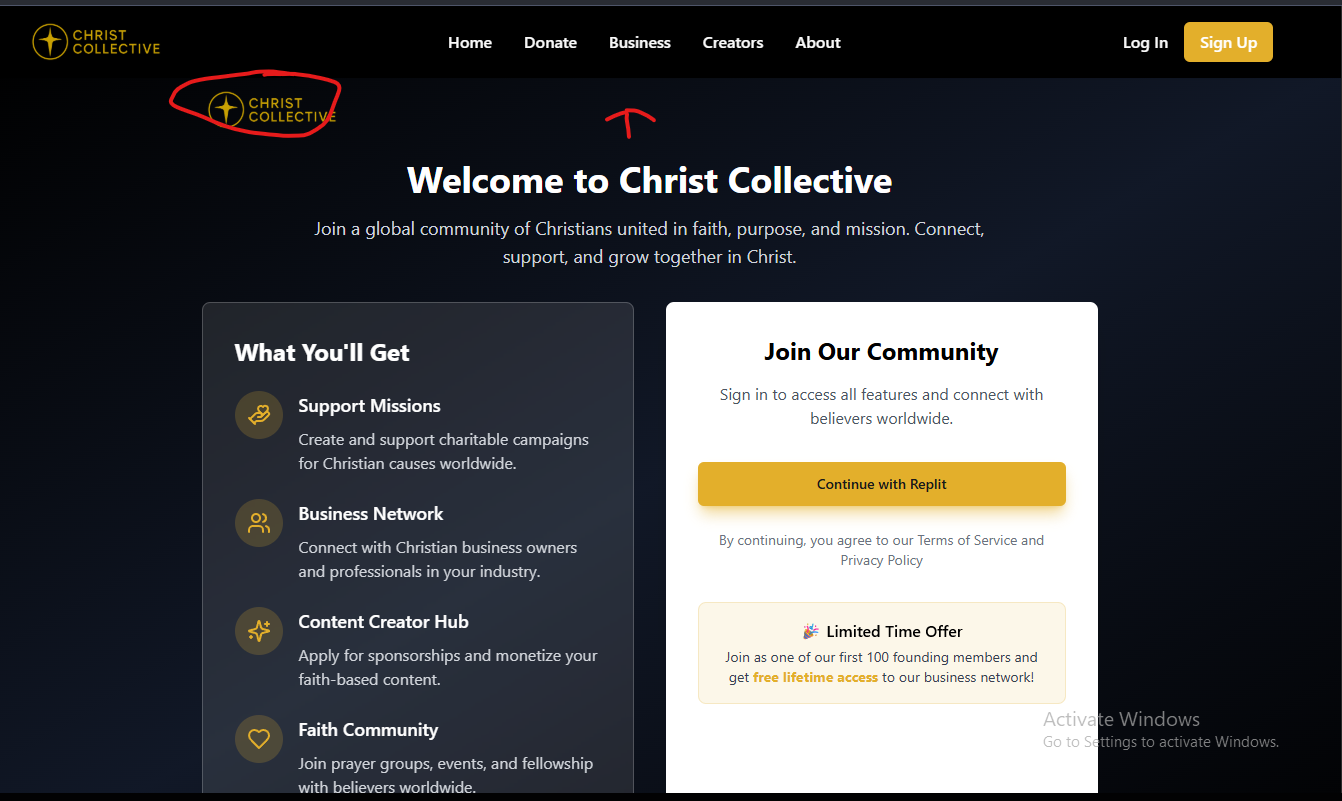 CHRIST
COLLECTIVE
Home Donate Business Creators About
Log In Sign Up
CHRIST
COLLECTIVE
Welcome to Christ Collective
Join a global community of Christians united in faith, purpose, and mission. Connect,
support, and grow together in Christ.
What You'll Get
Support Missions
Create and support charitable campaigns
for Christian causes worldwide.
Business Network
Connect with Christian business owners
and professionals in your industry.
Content Creator Hub
Apply for sponsorships and monetize your
faith-based content.
Faith Community
Join prayer groups, events, and fellowship
with believers worldwide.
Join Our Community
Sign in to access all features and connect with
believers worldwide.
Continue with Replit
By continuing, you agree to our Terms of Service and
Privacy Policy
🎉 Limited Time Offer
Join as one of our first 100 founding members and
get free lifetime access to our business network!
Activate Windows
Go to Settings to activate Windows.